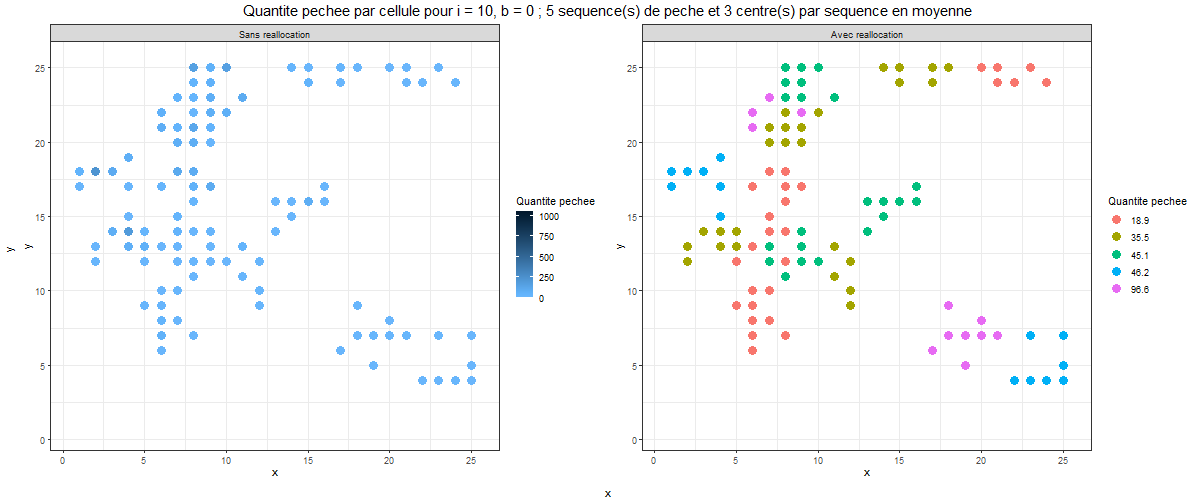 Quantite pechee par cellule pour i = 10, b = 0 ; 5 sequence(s) de peche et 3 centre(s) par sequence en moyenne
Sans reallocation
25
20
15
10
5
0
y
y
0 5 10 15 20 25
x
Quantite pechee
1000
750
500
250
0
Avec reallocation
25
20
15
10
5
0
y
0 5 10 15 20 25
x
Quantite pechee
18.9
35.5
45.1
46.2
96.6
x